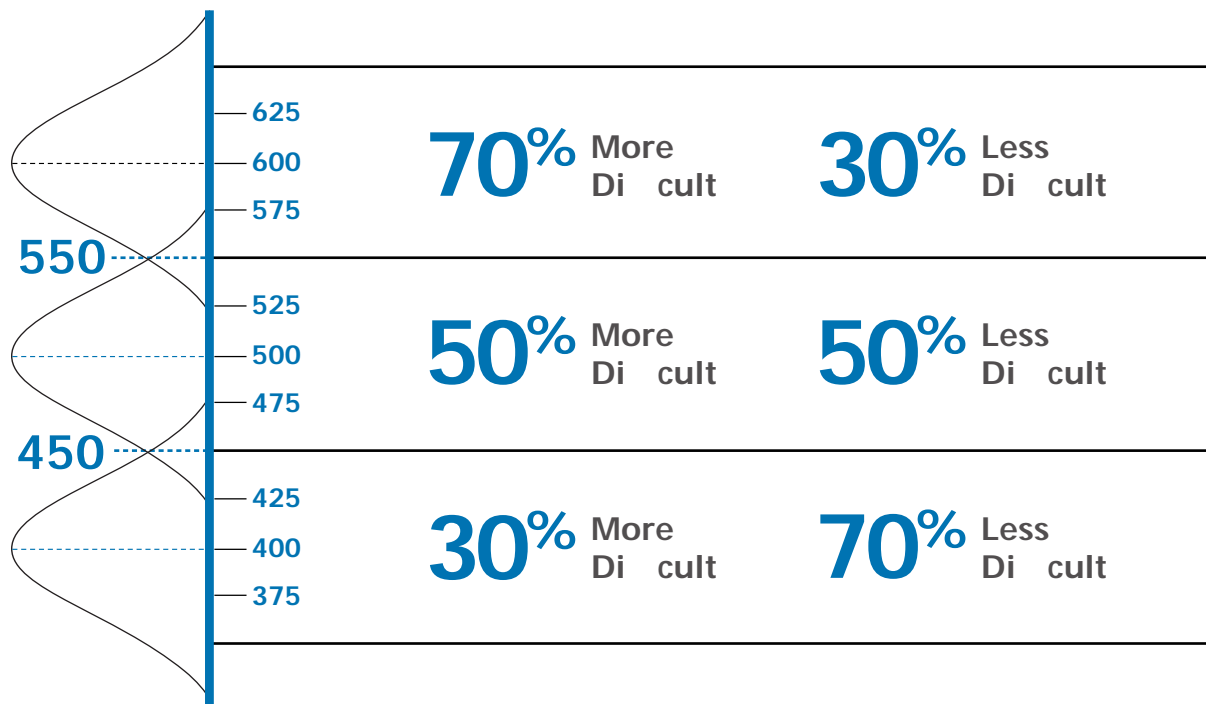 625
70% More
Di cult
30% Less
Di cult
600
575
550
525
50% More
Di cult
50% Less
Di cult
500
475
450
425
30% More
Di cult
70% Less
Di cult
400
375